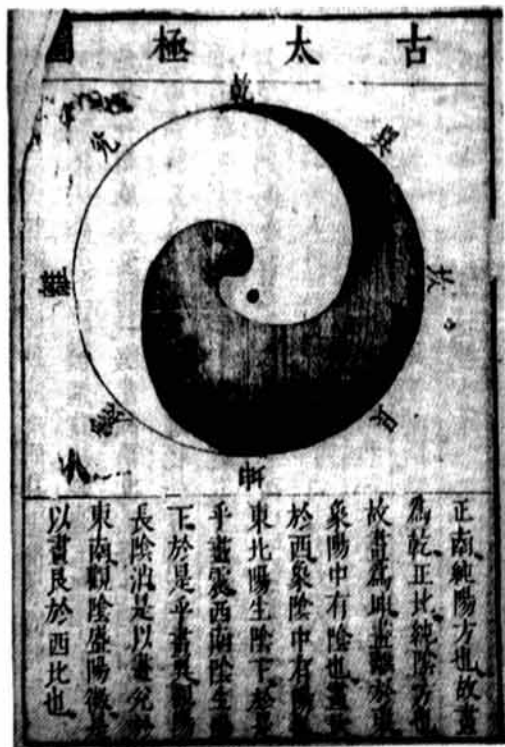 古太極圖
乾
兌
巽
離
坎
震
艮
坤
正南純陽方也故畫
為乾正北純陰方也
故畫為坤畫離於東
象陽中有陰也畫坎
於西象陰中有陽也
東北陽生陰下於是
乎畫震西南陰生陽
下於是乎畫巽觀陽
長陰消是以畫兌於
東南觀陰盛陽微是
以畫艮於西北也